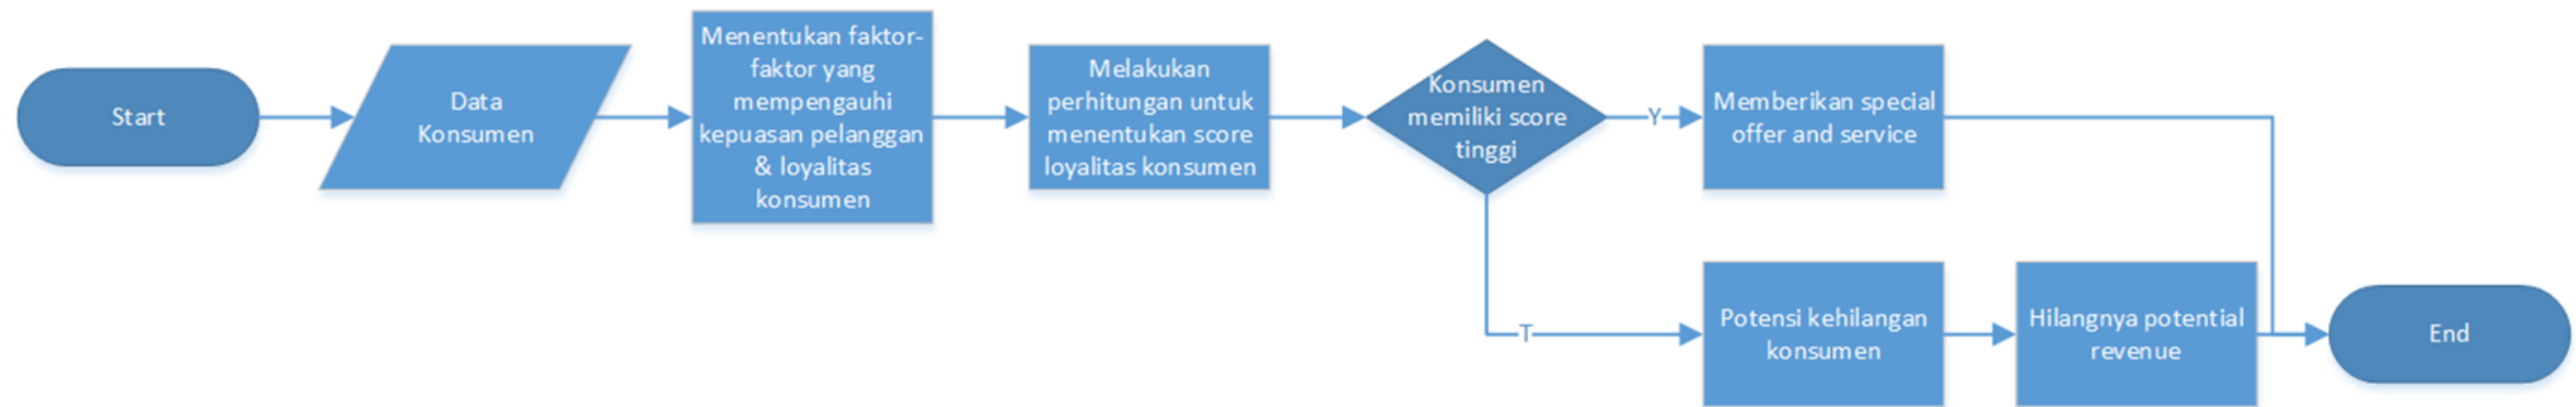 Start
Data
Konsumen
Menentukan faktor-
faktor yang
mempengauhi
kepuasan pelanggan
& loyalitas
konsumen
Melakukan
perhitungan untuk
menentukan score
loyalitas konsumen
Konsumen
memiliki score
tinggi
Y
Memberikan special
offer and service
T
Potensi kehilangan
konsumen
Hilangnya potential
revenue
End